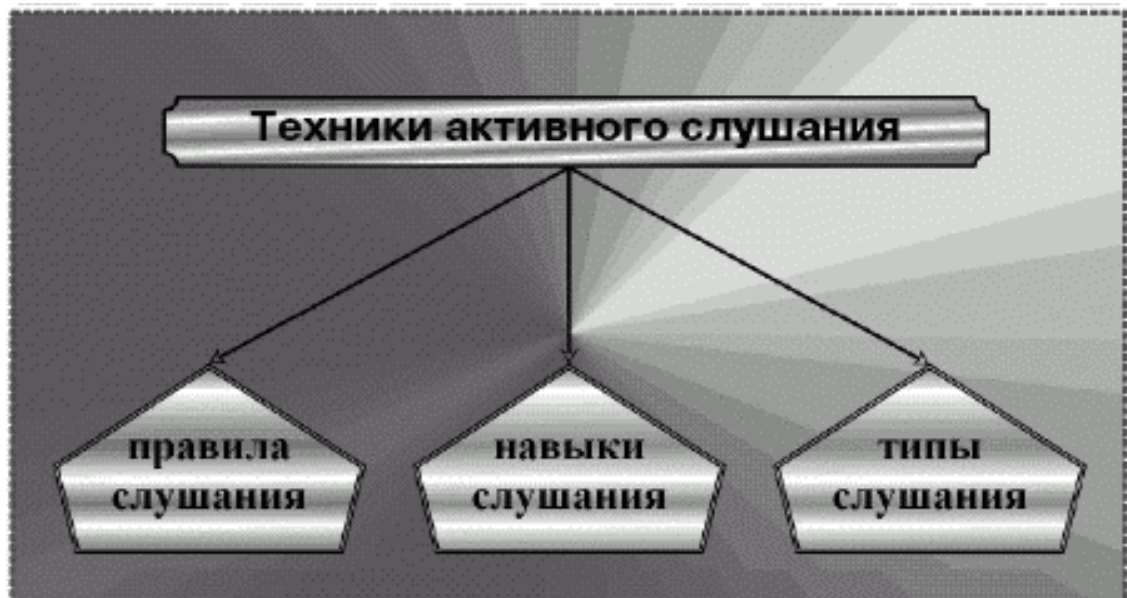 Техники активного слушания
правила
слушания
навыки
слушания
типы
слушания